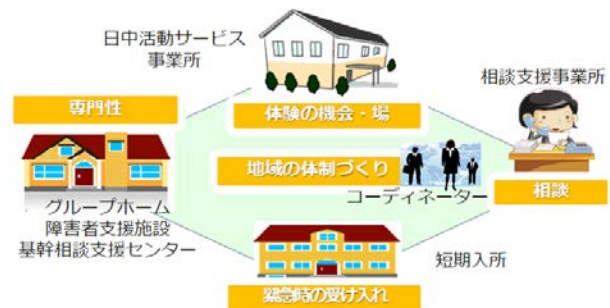 日中活動サービス
事業所
相談支援事業所
専門性
体験の機会・場
地域の体制づくり
コーディネーター
相談
グループホーム
障害者支援施設
基幹相談支援センター
短期入所
緊急時の受け入れ